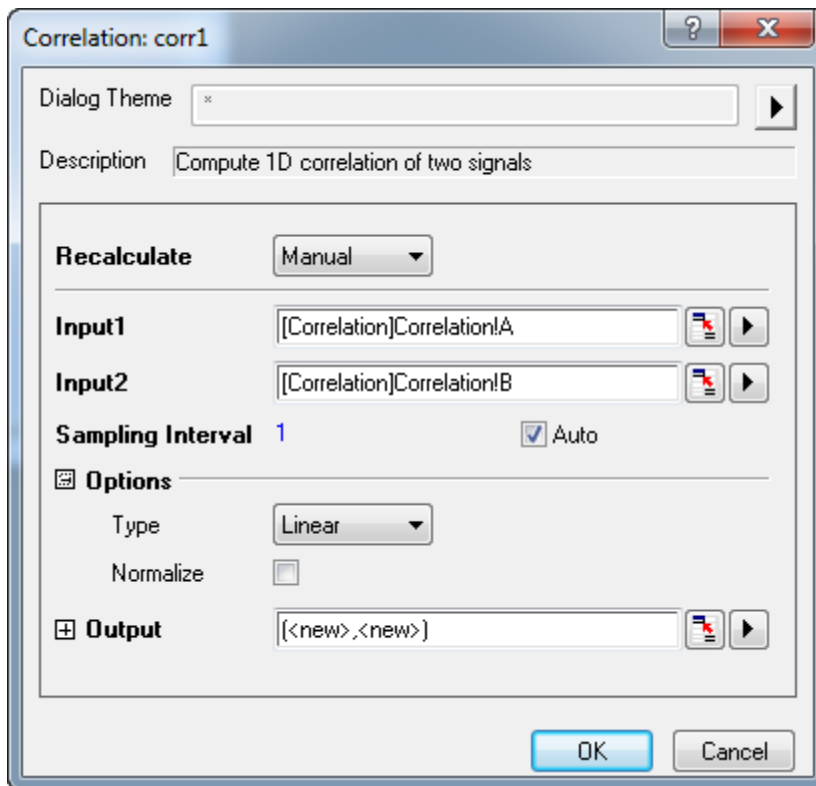 Correlation: corr1
Dialog Theme *
Description Compute 1D correlation of two signals
Recalculate Manual
Input1 [Correlation]Correlation!A
Input2 [Correlation]Correlation!B
Sampling Interval 1 Auto
Options
Type Linear
Normalize
Output (<new>,<new>)
OK Cancel